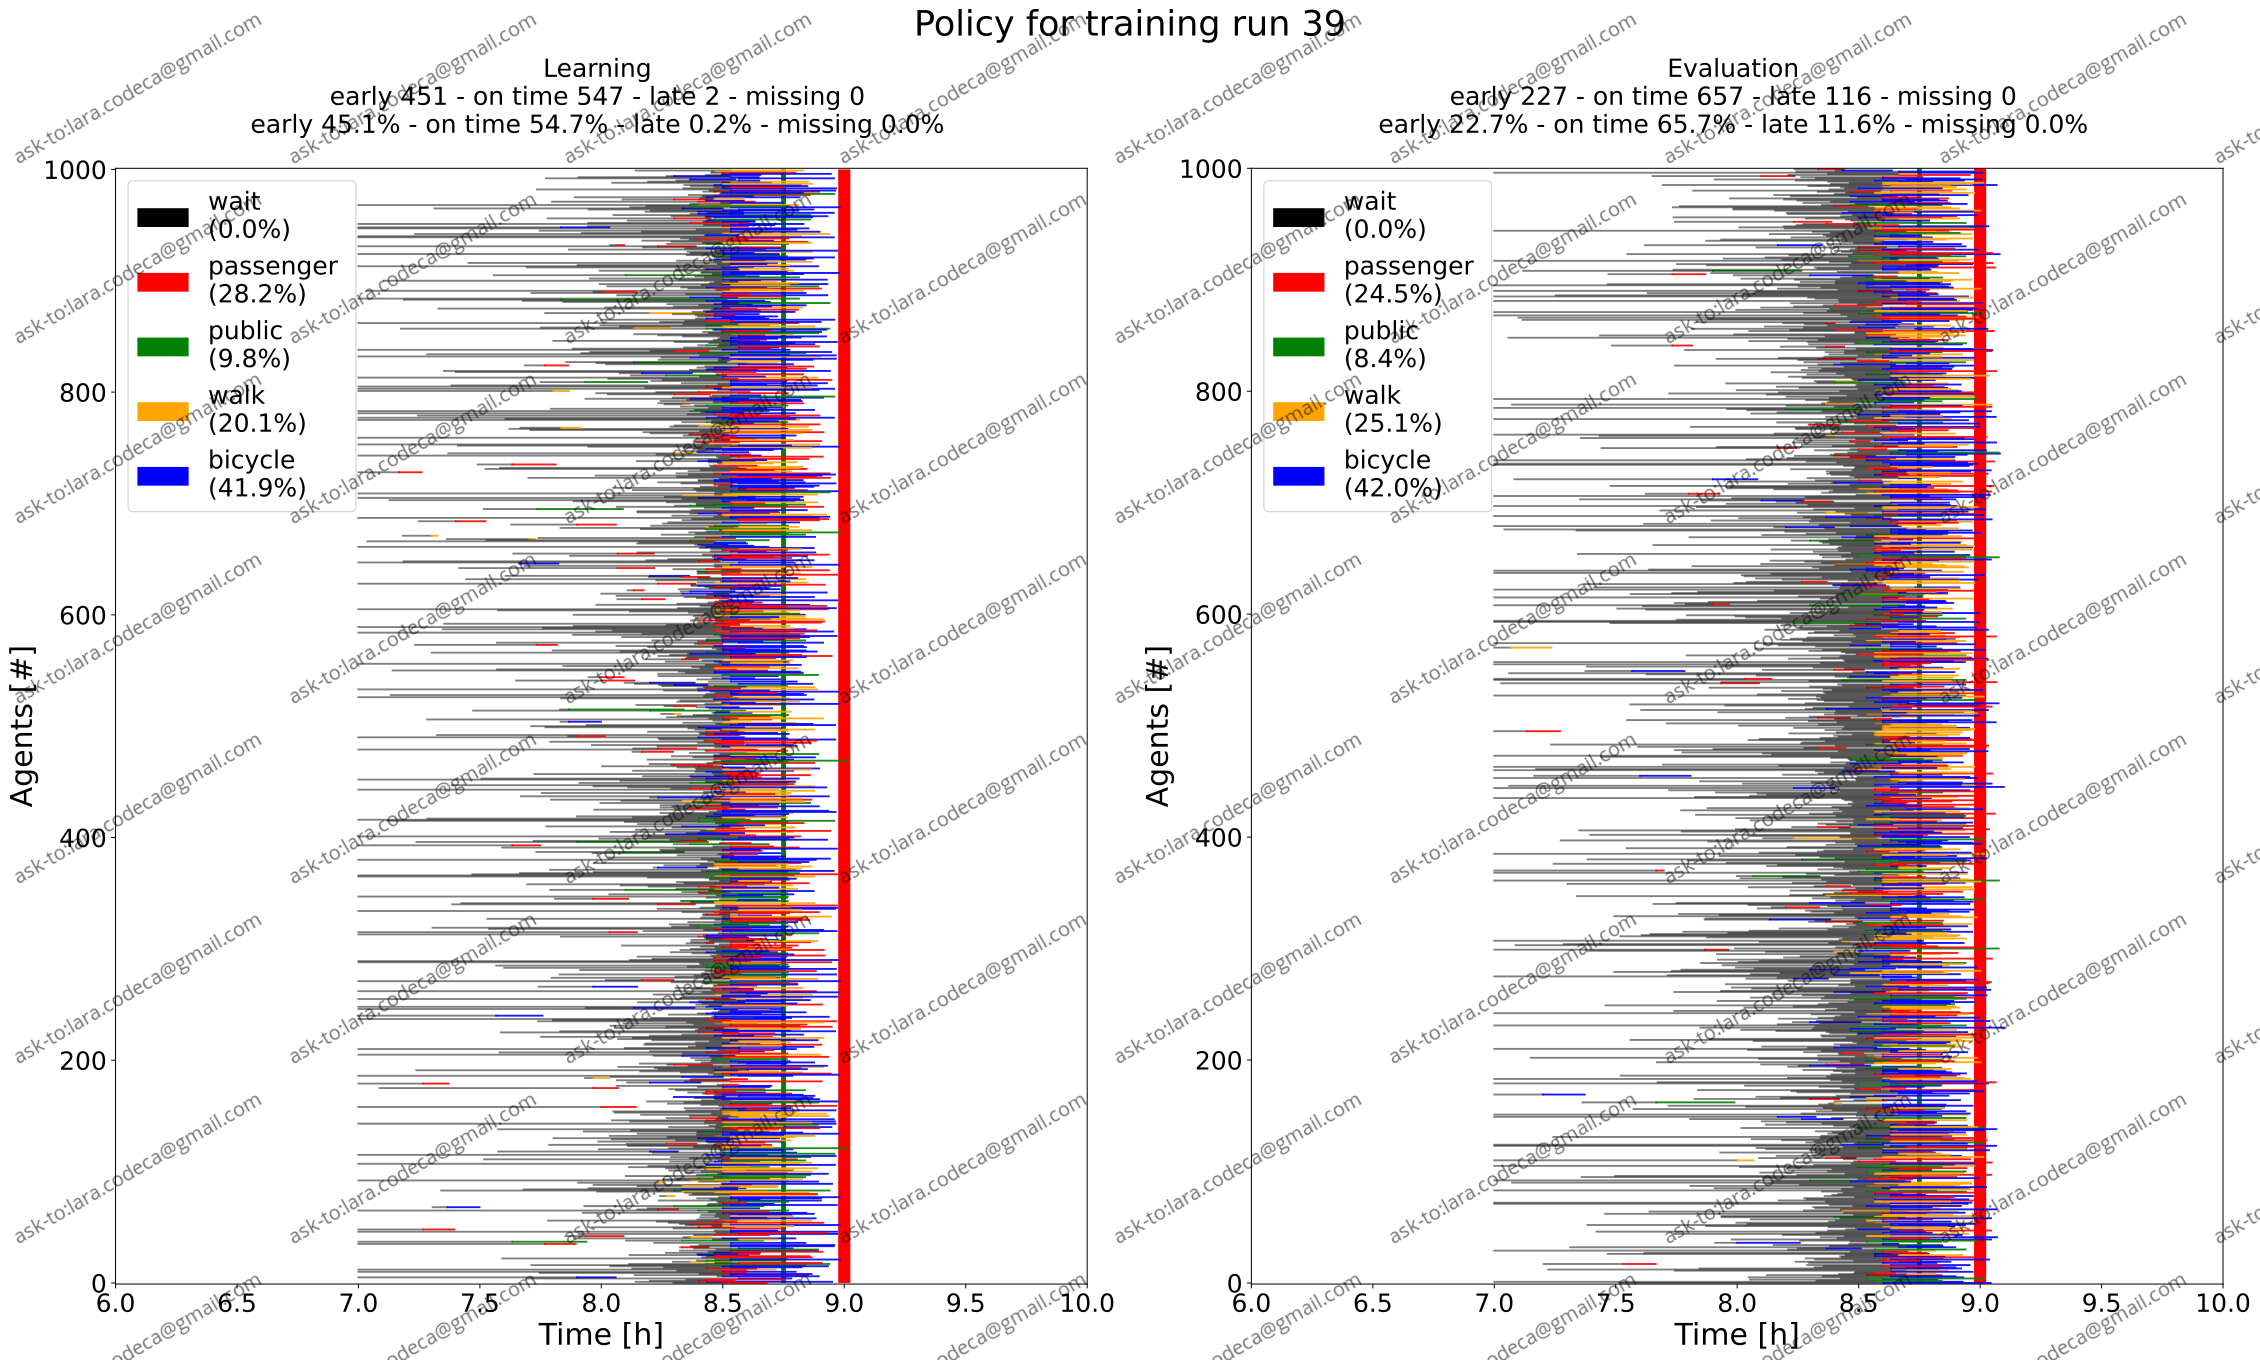 Policy for training run 39
Learning
early 451 - on time 547 - late 2 - missing 0
early 45.1% - on time 54.7% - late 0.2% - missing 0.0%
Agents [#]
1000
800
600
400
200
0
wait
(0.0%)
passenger
(28.2%)
public
(9.8%)
walk
(20.1%)
bicycle
(41.9%)
6.0 6.5 7.0 7.5 8.0 8.5 9.0 9.5 10.0
Time [h]
Evaluation
early 227 - on time 657 - late 116 - missing 0
early 22.7% - on time 65.7% - late 11.6% - missing 0.0%
Agents [#]
1000
800
600
400
200
0
wait
(0.0%)
passenger
(24.5%)
public
(8.4%)
walk
(25.1%)
bicycle
(42.0%)
6.0 6.5 7.0 7.5 8.0 8.5 9.0 9.5 10.0
Time [h]
ask-to:lara.codeca@gmail.com